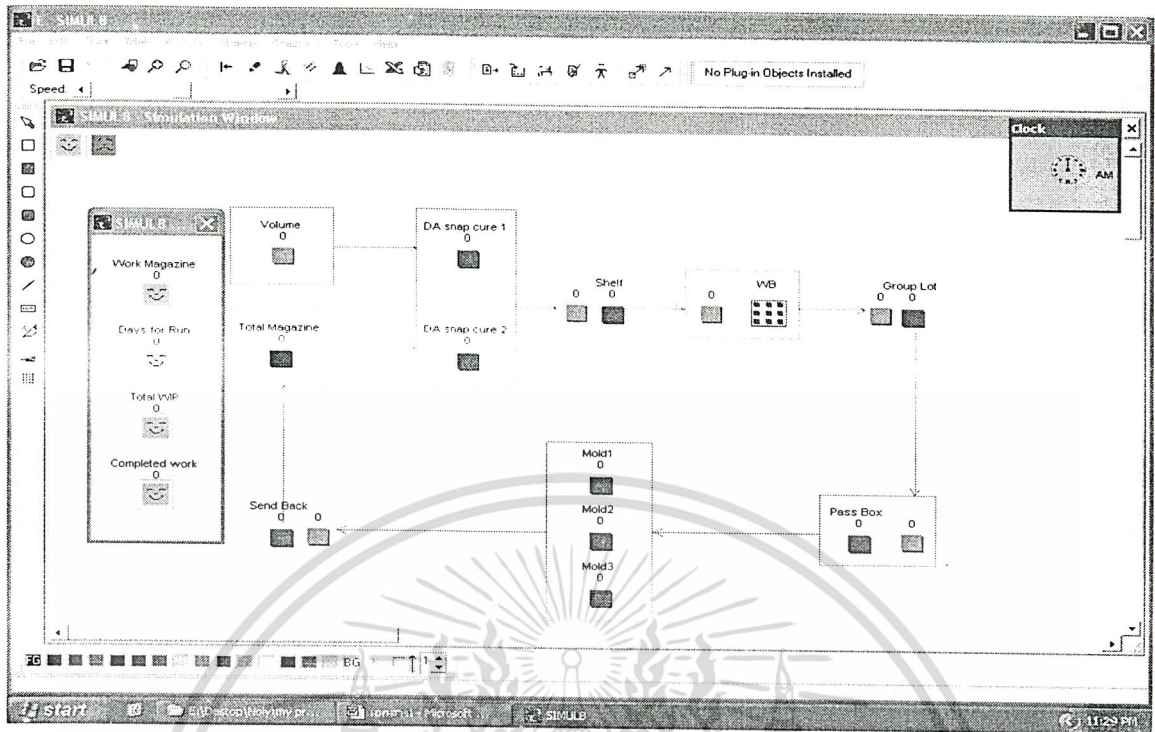 SIMUL8
No Plug-in Objects Installed
Speed:
SIMUL8 - Simulation Window
Clock
AM
SIMUL8
Work Magazine
0
Days for Run
0
Total WIP
0
Completed work
0
Volume
0
Total Magazine
0
DA snap cure 1
0
DA snap cure 2
0
Shelf
0 0
WB
0
Group Lot
0 0
Pass Box
0 0
Mold1
0
Mold2
0
Mold3
0
Send Back
0 0
FG
BG
1
start
SIMUL8
11:29 PM